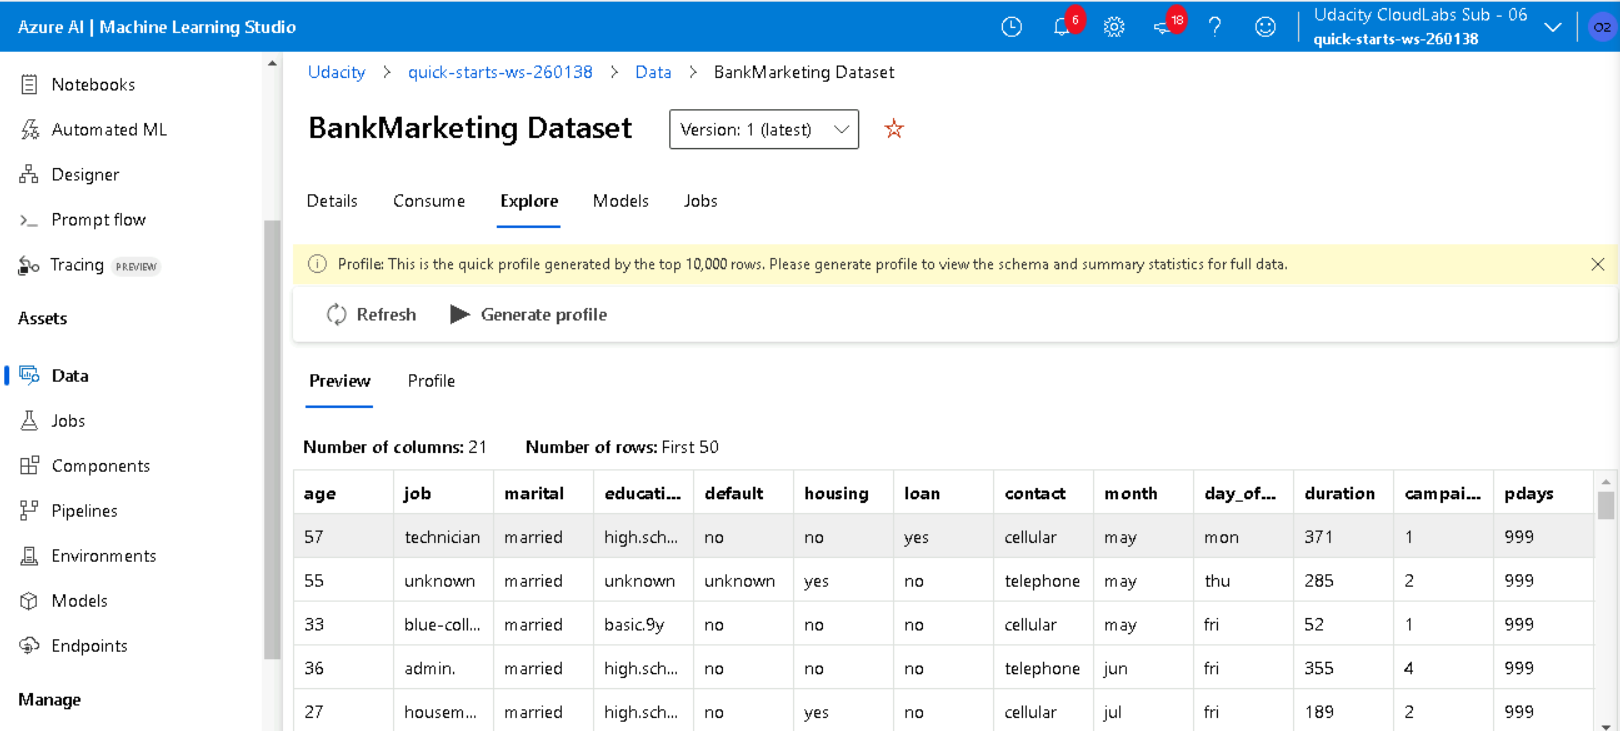 Azure AI | Machine Learning Studio
6
18
Udacity CloudLabs Sub - 06
quick-starts-ws-260138
O2
Notebooks
Automated ML
Designer
Prompt flow
Tracing PREVIEW
Assets
Data
Jobs
Components
Pipelines
Environments
Models
Endpoints
Manage
Udacity > quick-starts-ws-260138 > Data > BankMarketing Dataset
BankMarketing Dataset Version: 1 (latest)
Details Consume Explore Models Jobs
Profile: This is the quick profile generated by the top 10,000 rows. Please generate profile to view the schema and summary statistics for full data.
Refresh Generate profile
Preview Profile
Number of columns: 21 Number of rows: First 50
age job marital educati... default housing loan contact month day_of... duration campai... pdays
57 technician married high.sch... no no yes cellular may mon 371 1 999
55 unknown married unknown unknown yes no telephone may thu 285 2 999
33 blue-coll... married basic.9y no no no cellular may fri 52 1 999
36 admin. married high.sch... no no no telephone jun fri 355 4 999
27 housem... married high.sch... no yes no cellular jul fri 189 2 999